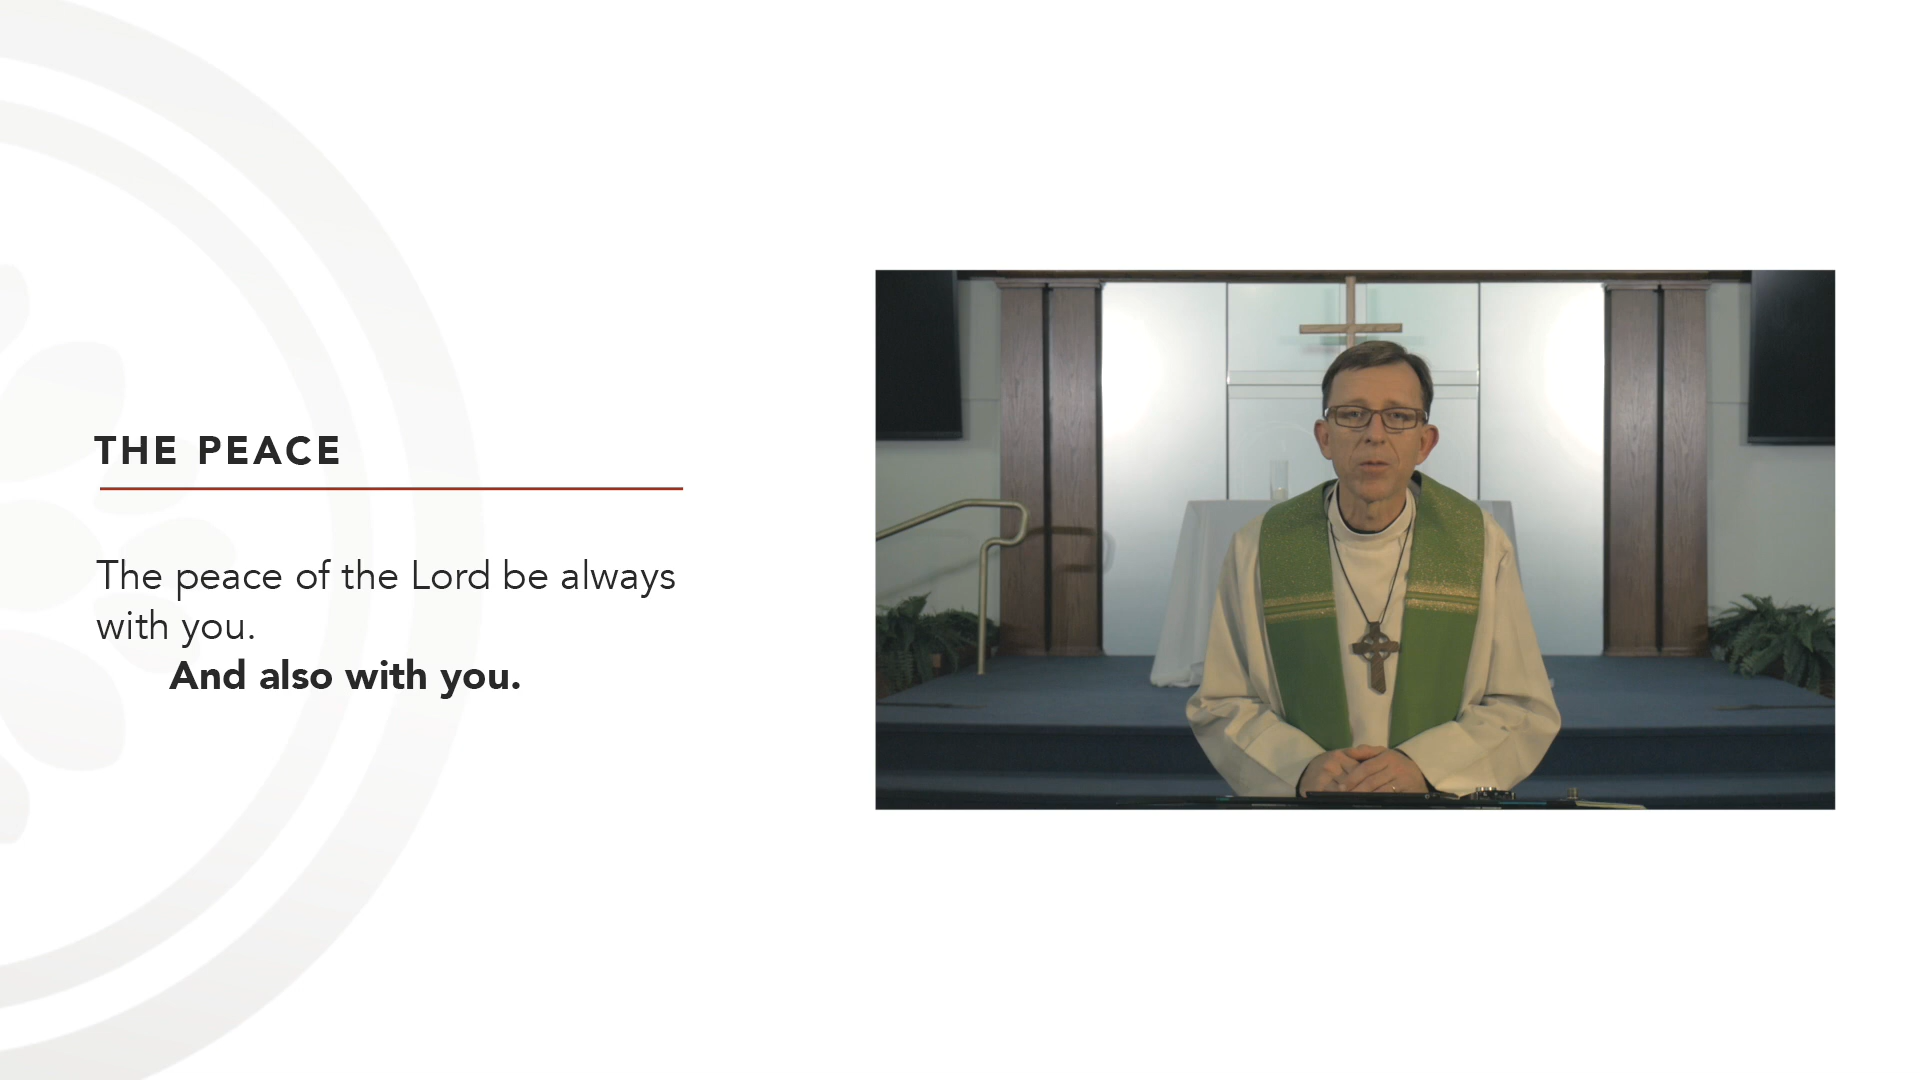 THE PEACE
The peace of the Lord be always
with you.
And also with you.